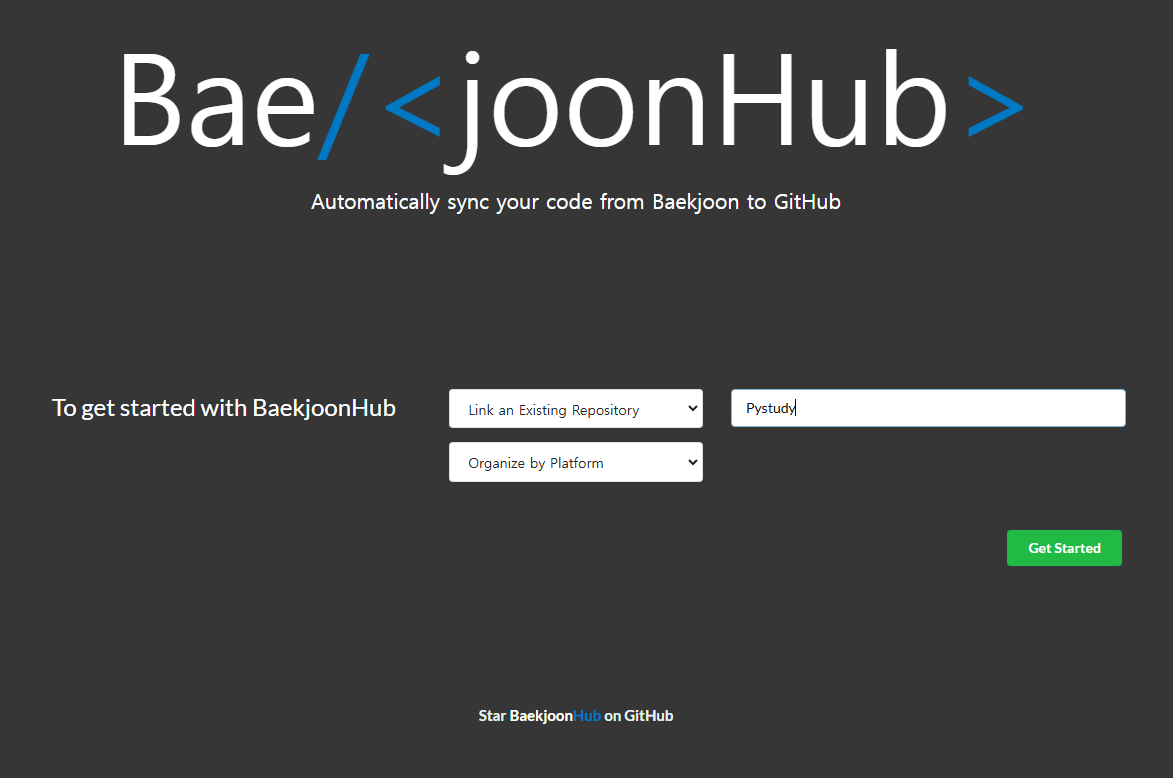 Bae/<joonHub>
Automatically sync your code from Baekjoon to GitHub
To get started with BaekjoonHub
Link an Existing Repository
Pystudy
Organize by Platform
Get Started
Star BaekjoonHub on GitHub